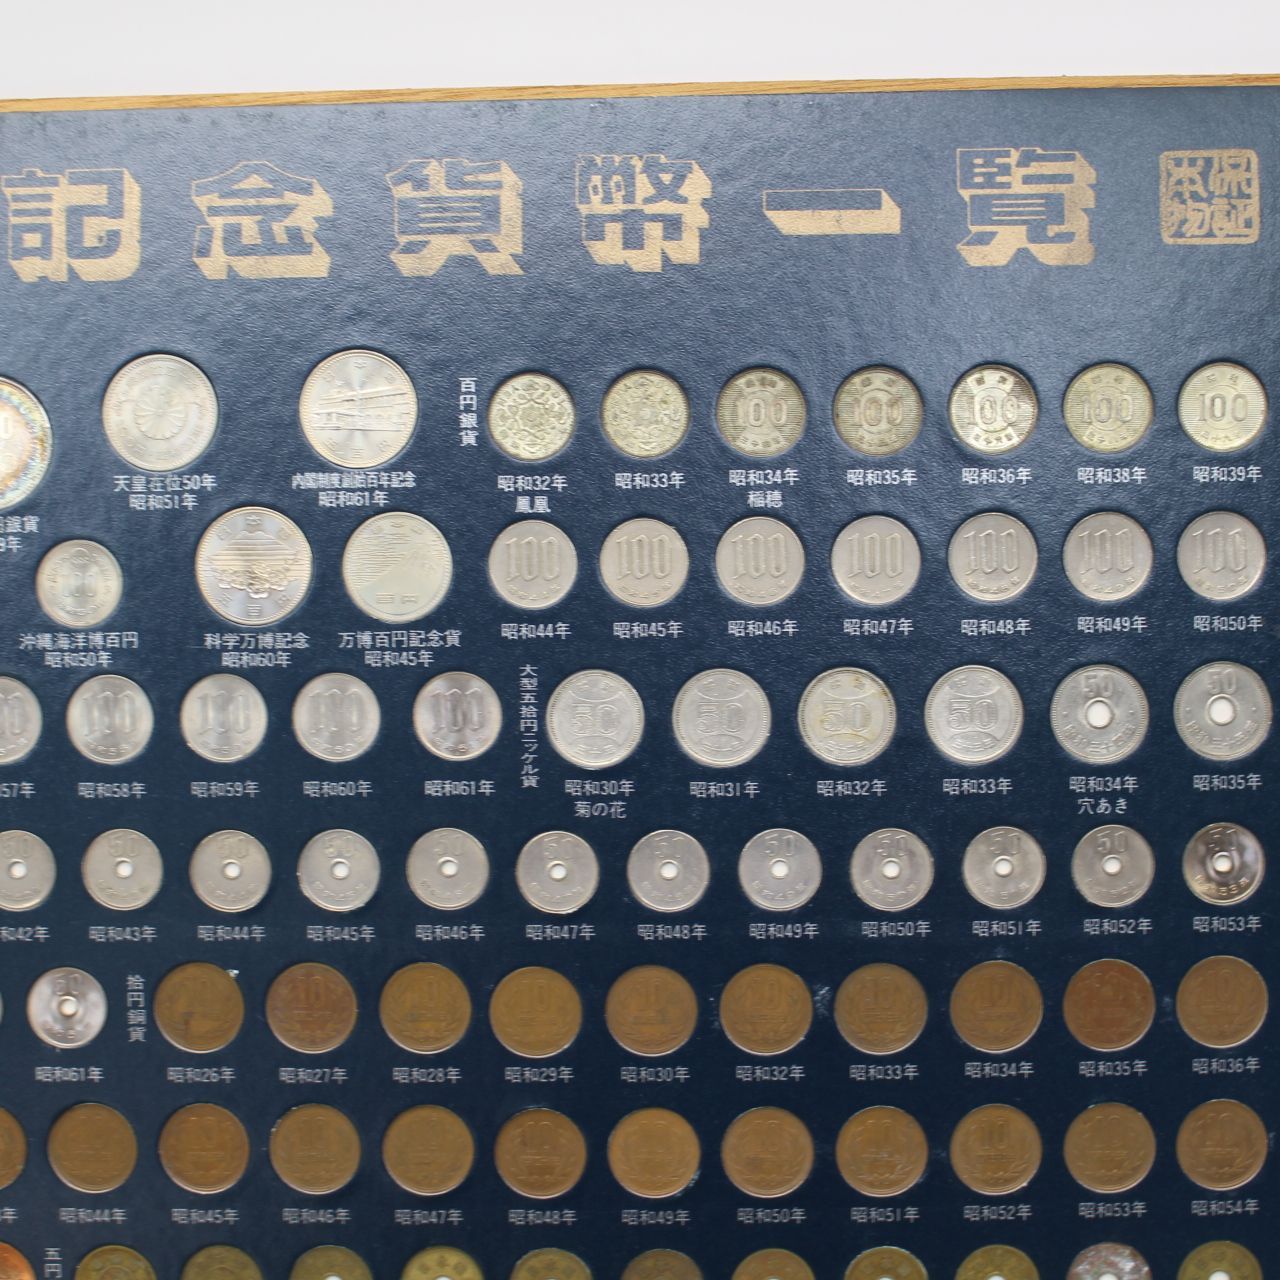 記念貨幣一覧
本物保証
百円銀貨
昭和32年
鳳凰
昭和33年
昭和34年
稲穂
昭和35年
昭和36年
昭和38年
昭和39年
天皇在位50年
昭和51年
内閣制度創始百年記念
昭和61年
銀貨
9年
沖縄海洋博百円
昭和50年
科学万博記念
昭和60年
万博百円記念貨
昭和45年
昭和44年
昭和45年
昭和46年
昭和47年
昭和48年
昭和49年
昭和50年
57年
昭和58年
昭和59年
昭和60年
昭和61年
大型五拾円ニッケル貨
昭和30年
菊の花
昭和31年
昭和32年
昭和33年
昭和34年
穴あき
昭和35年
和42年
昭和43年
昭和44年
昭和45年
昭和46年
昭和47年
昭和48年
昭和49年
昭和50年
昭和51年
昭和52年
昭和53年
昭和61年
拾円銅貨
昭和26年
昭和27年
昭和28年
昭和29年
昭和30年
昭和32年
昭和33年
昭和34年
昭和35年
昭和36年
年
昭和44年
昭和45年
昭和46年
昭和47年
昭和48年
昭和49年
昭和50年
昭和51年
昭和52年
昭和53年
昭和54年
五円